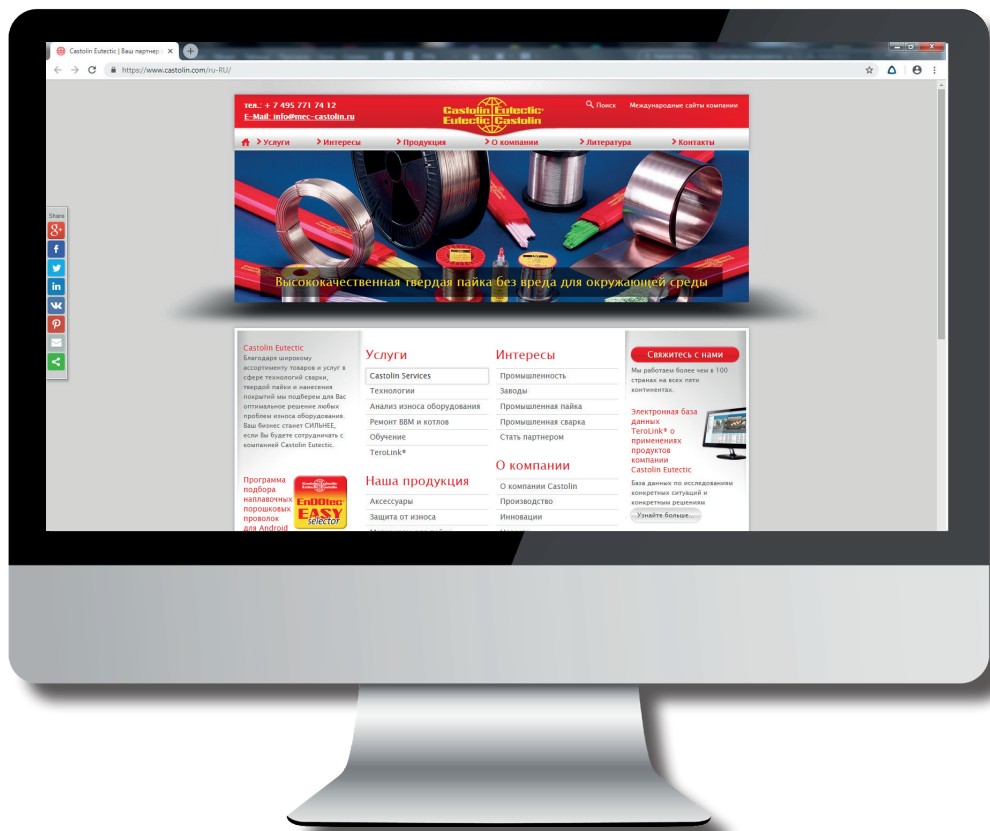 Castolin Eutectic | Ваш партнер
https://www.castolin.com/ru-RU/
тел.: + 7 495 771 74 12
E-Mail: info@mec-castolin.ru
Castolin Eutectic
Eutectic Castolin
Поиск
Международные сайты компании
Услуги
Интересы
Продукция
О компании
Литература
Контакты
Высококачественная твердая пайка без вреда для окружающей среды
Share
Castolin Eutectic
Благодаря широкому
ассортименту товаров и услуг в
сфере технологий сварки,
твердой пайки и нанесения
покрытий мы подберем для Вас
оптимальное решение любых
проблем износа оборудования.
Ваш бизнес станет СИЛЬНЕЕ,
если Вы будете сотрудничать с
компанией Castolin Eutectic.
Программа
подбора
наплавочных
порошковых
проволок
для Android
EnDOtec
EASY
selector
Услуги
Castolin Services
Технологии
Анализ износа оборудования
Ремонт ВВМ и котлов
Обучение
TeroLink®
Наша продукция
Аксессуары
Защита от износа
Интересы
Промышленность
Заводы
Промышленная пайка
Промышленная сварка
Стать партнером
О компании
О компании Castolin
Производство
Инновации
Свяжитесь с нами
Мы работаем более чем в 100
странах на всех пяти
континентах.
Электронная база
данных
TeroLink® о
применениях
продуктов
компании
Castolin Eutectic
База данных по исследованиям
конкретных ситуаций и
конкретным решениям
Узнайте больше...